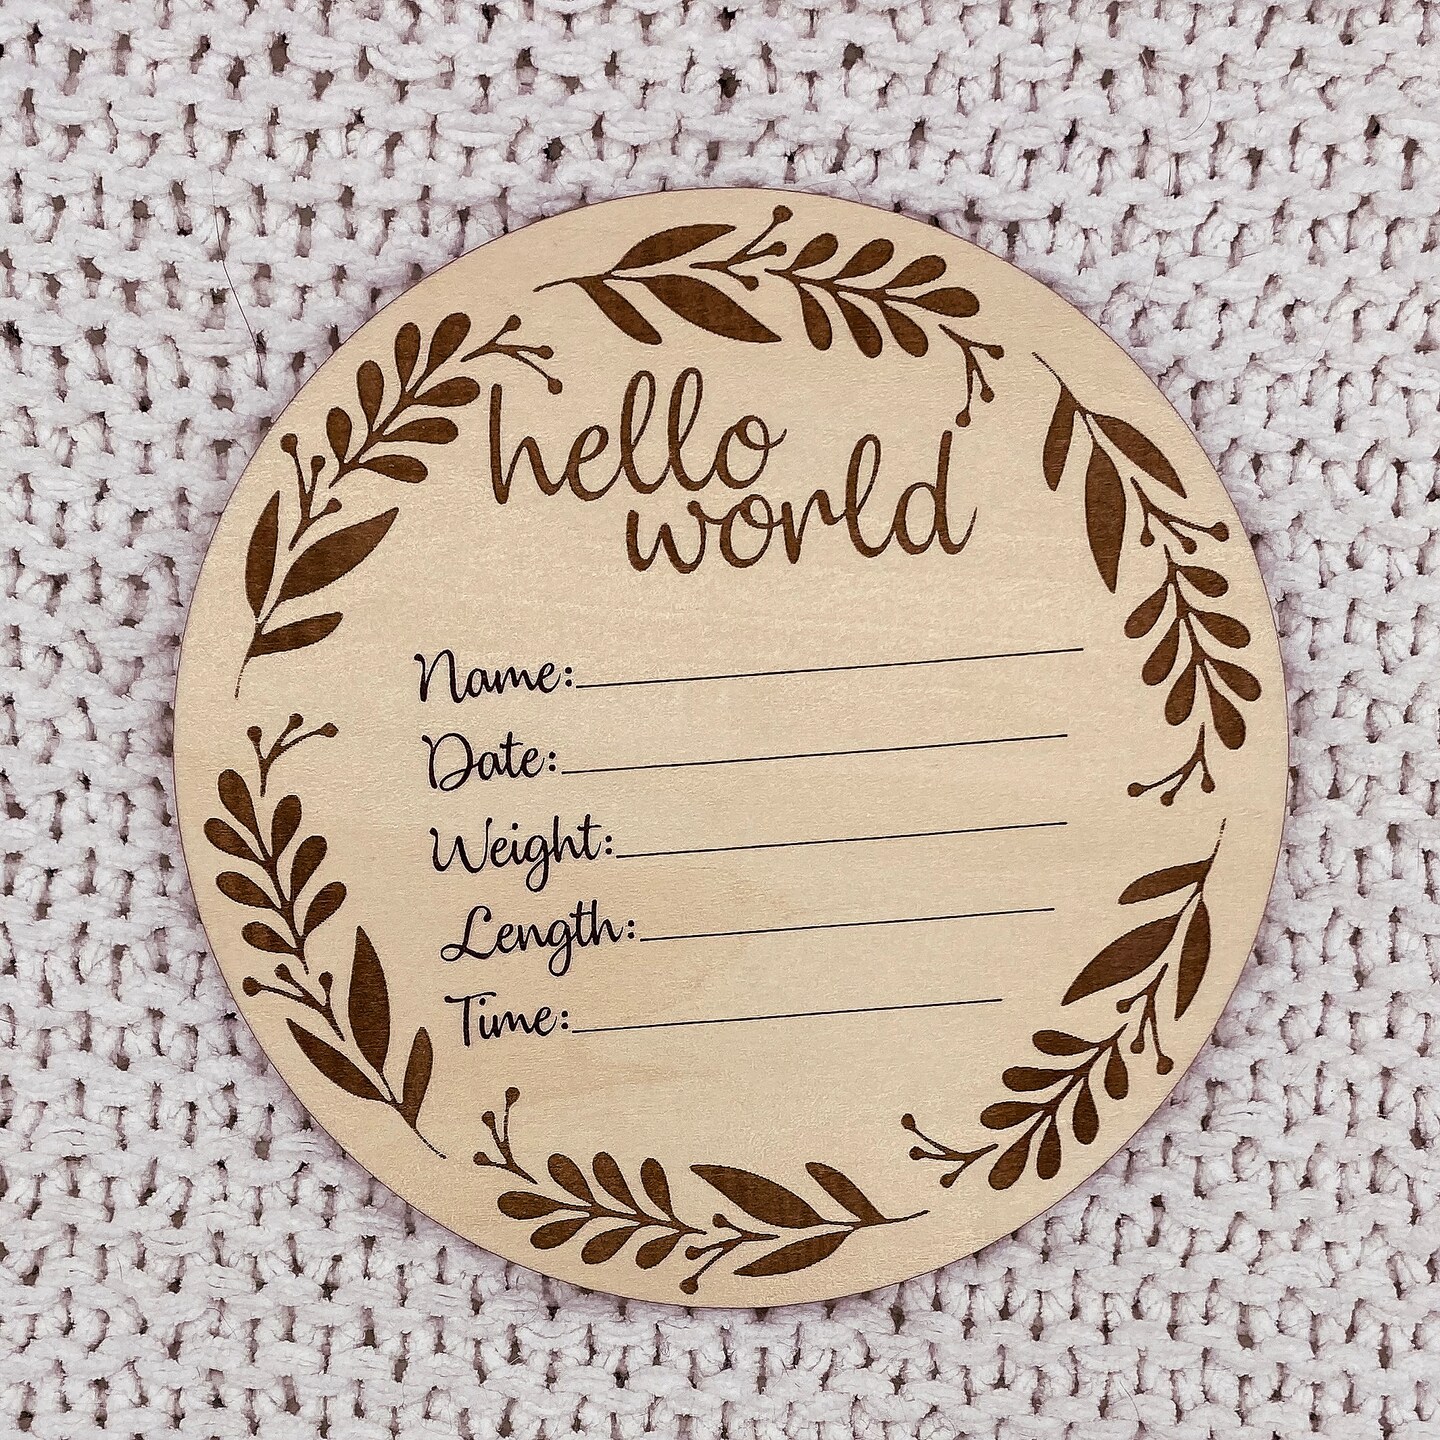 hello
world
Name:
Date:
Weight:
Length:
Time: